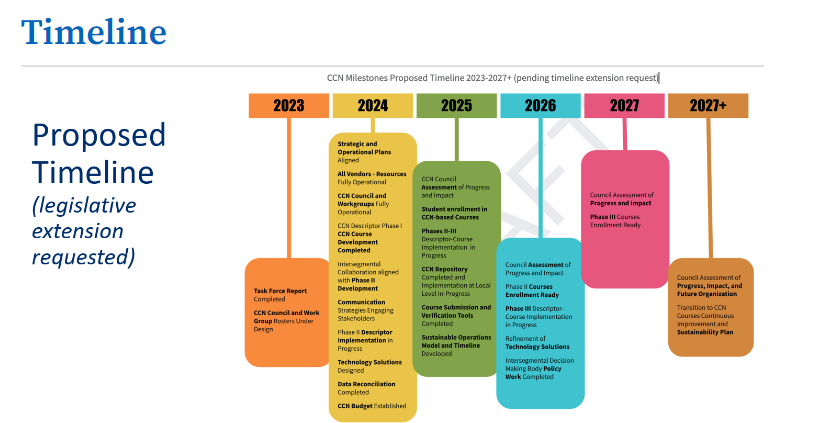 Timeline
CCN Milestones Proposed Timeline 2023-2027+ (pending timeline extension request)
Proposed
Timeline
(legislative
extension
requested)
2023
Task Force Report
Completed
CCN Council and Work
Group Rosters Under
Design
2024
Strategic and
Operational Plans
Aligned
All Vendors - Resources
Fully Operational
CCN Council and
Workgroups Fully
Operational
CCN Descriptor Phase I
CCN Course
Development
Completed
Intersegmental
Collaboration aligned
with Phase II
Development
Communication
Strategies Engaging
Stakeholders
Phase II Descriptor
Implementation in
Progress
Technology Solutions
Designed
Data Reconciliation
Completed
CCN Budget Established
2025
CCN Council
Assessment of Progress
and Impact
Student enrollment in
CCN-based Courses
Phases II-III
Descriptor-Course
Implementation in
Progress
CCN Repository
Completed and
Implementation at Local
Level In-Progress
Course Submission and
Verification Tools
Completed
Sustainable Operations
Model and Timeline
Developed
2026
Council Assessment of
Progress and Impact
Phase II Courses
Enrollment Ready
Phase III Descriptor-
Course Implementation
in Progress
Refinement of
Technology Solutions
Intersegmental Decision
Making Body Policy
Work Completed
2027
Council Assessment of
Progress and Impact
Phase III Courses
Enrollment Ready
2027+
Council Assessment of
Progress, Impact, and
Future Organization
Transition to CCN
Courses Continuous
Improvement and
Sustainability Plan